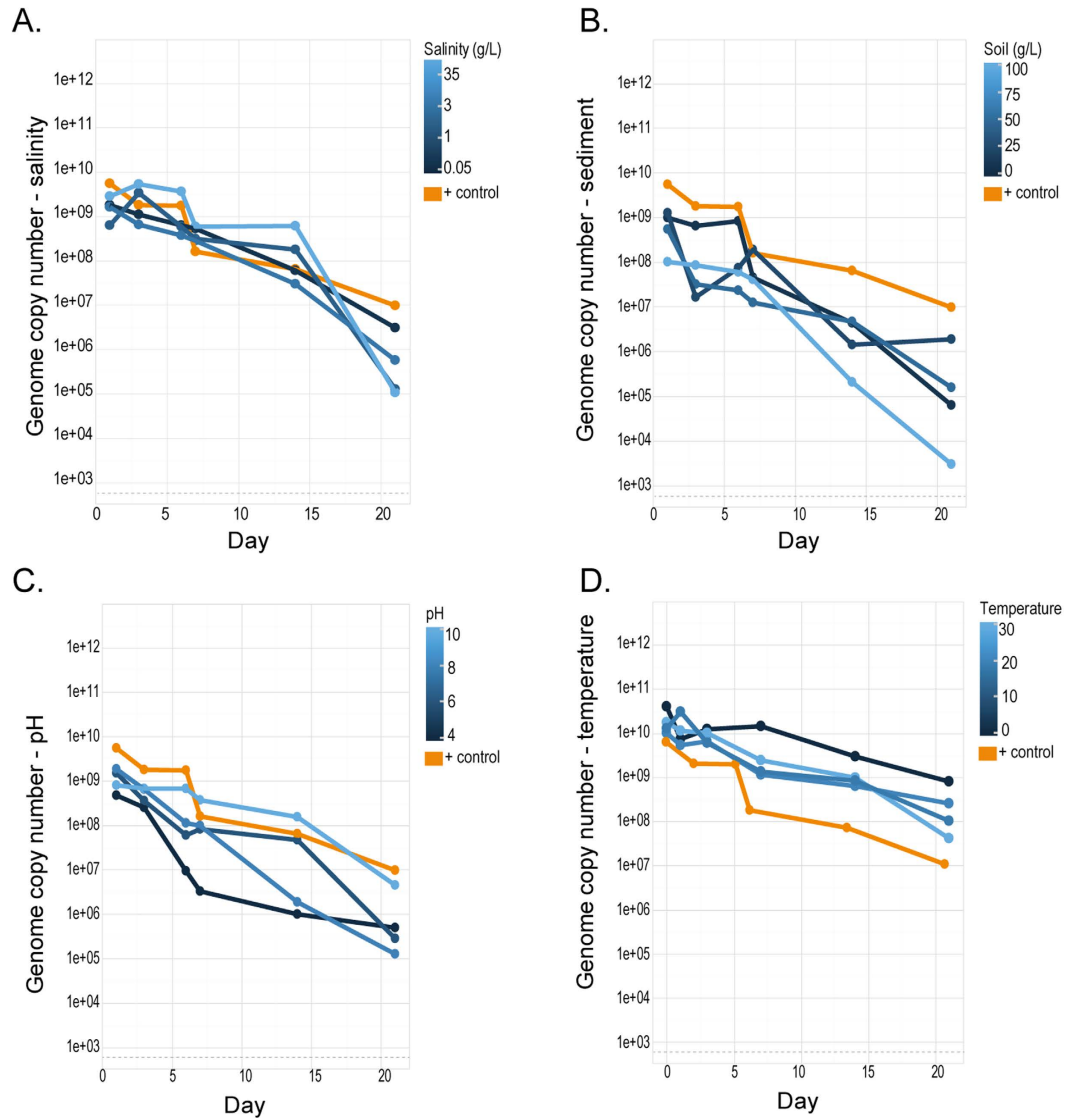 A.
Salinity (g/L)
35
3
1
0.05
+ control
1e+12
1e+11
1e+10
1e+09
1e+08
1e+07
1e+06
1e+05
1e+04
1e+03
Genome copy number - salinity
0 5 10 15 20
Day
B.
Soil (g/L)
100
75
50
25
0
+ control
1e+12
1e+11
1e+10
1e+09
1e+08
1e+07
1e+06
1e+05
1e+04
1e+03
Genome copy number - sediment
0 5 10 15 20
Day
C.
pH
10
8
6
4
+ control
1e+12
1e+11
1e+10
1e+09
1e+08
1e+07
1e+06
1e+05
1e+04
1e+03
Genome copy number - pH
0 5 10 15 20
Day
D.
Temperature
30
20
10
0
+ control
1e+12
1e+11
1e+10
1e+09
1e+08
1e+07
1e+06
1e+05
1e+04
1e+03
Genome copy number - temperature
0 5 10 15 20
Day